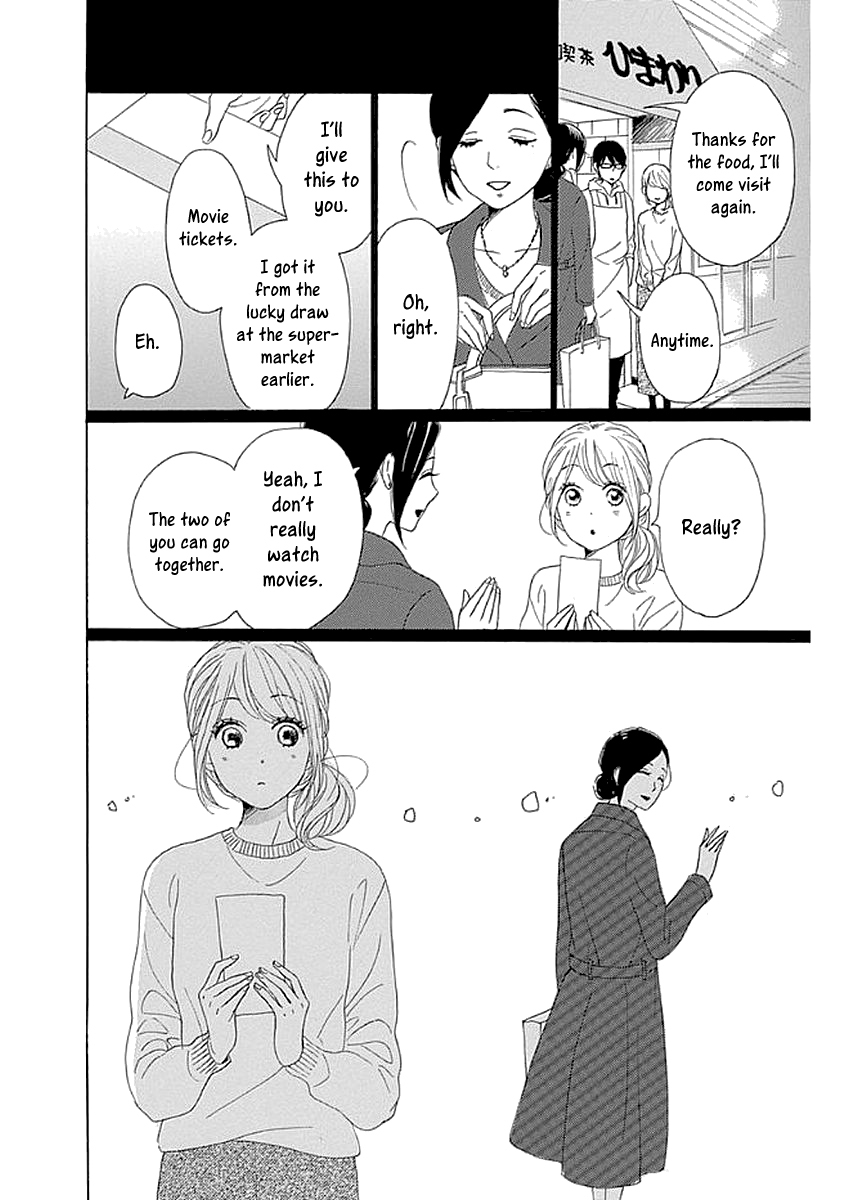 喫茶 ひまわり
Thanks for
the food, I'll
come visit
again.
Anytime.
Oh,
right.
I'll
give
this to
you.
Movie
tickets.
I got it
from the
lucky draw
at the super-
market
earlier.
Eh.
Really?
Yeah, I
don't
really
watch
movies.
The two of
you can go
together.